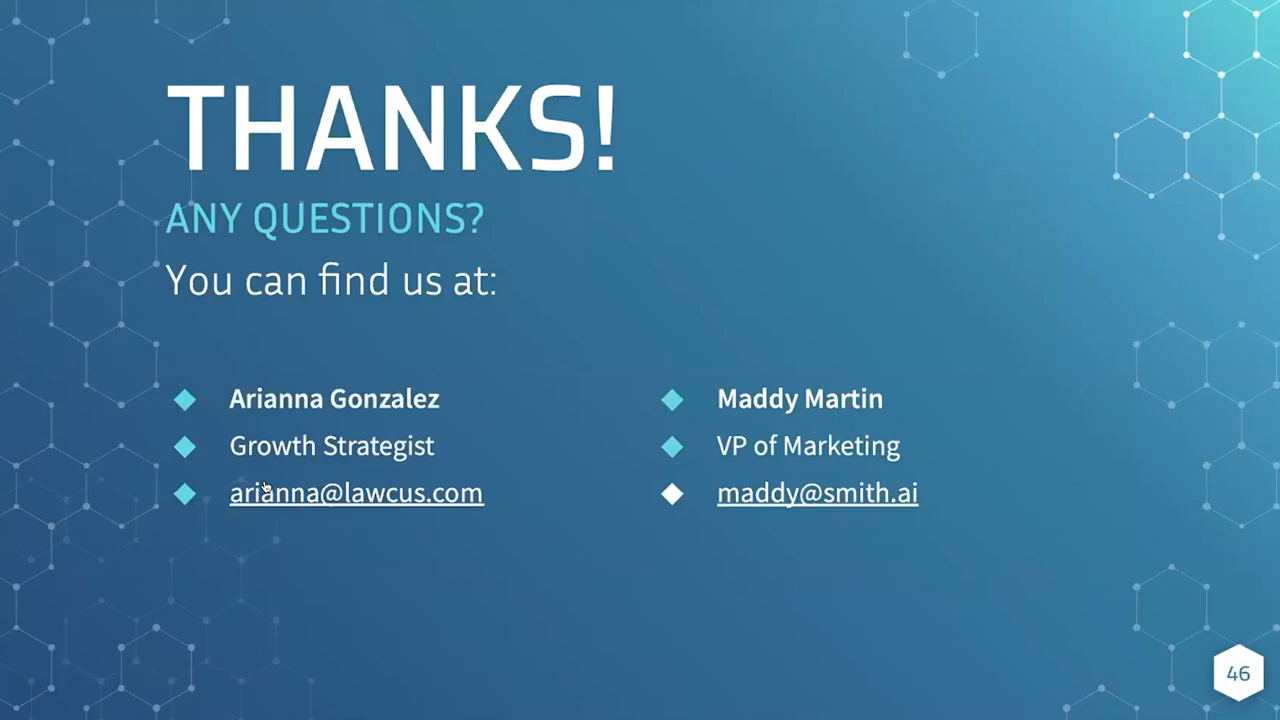 THANKS!
ANY QUESTIONS?
You can find us at:
Arianna Gonzalez
Growth Strategist
arianna@lawcus.com
Maddy Martin
VP of Marketing
maddy@smith.ai
46